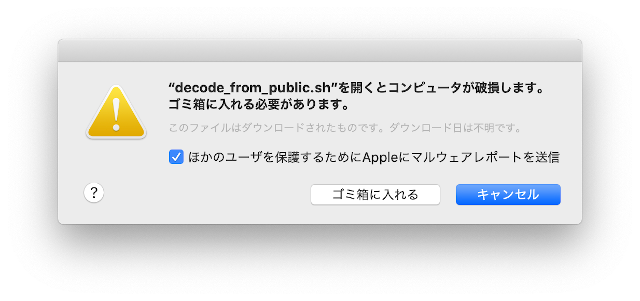 “decode_from_public.sh”を開くとコンピュータが破損します。
ゴミ箱に入れる必要があります。
このファイルはダウンロードされたものです。ダウンロード日は不明です。
ほかのユーザを保護するためにAppleにマルウェアレポートを送信
?
ゴミ箱に入れる
キャンセル